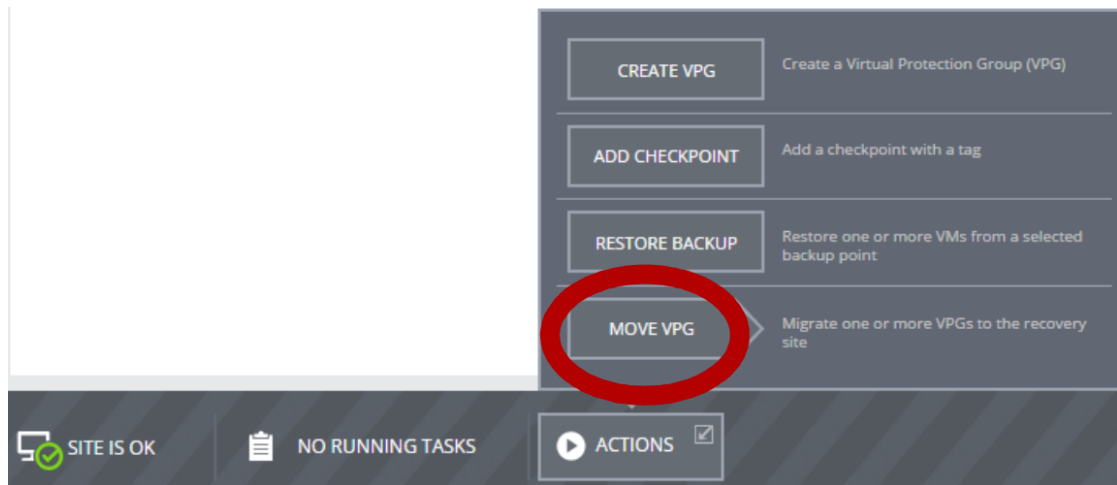 CREATE VPG
Create a Virtual Protection Group (VPG)
ADD CHECKPOINT
Add a checkpoint with a tag
RESTORE BACKUP
Restore one or more VMs from a selected
backup point
MOVE VPG
Migrate one or more VPGs to the recovery
site
SITE IS OK
NO RUNNING TASKS
ACTIONS